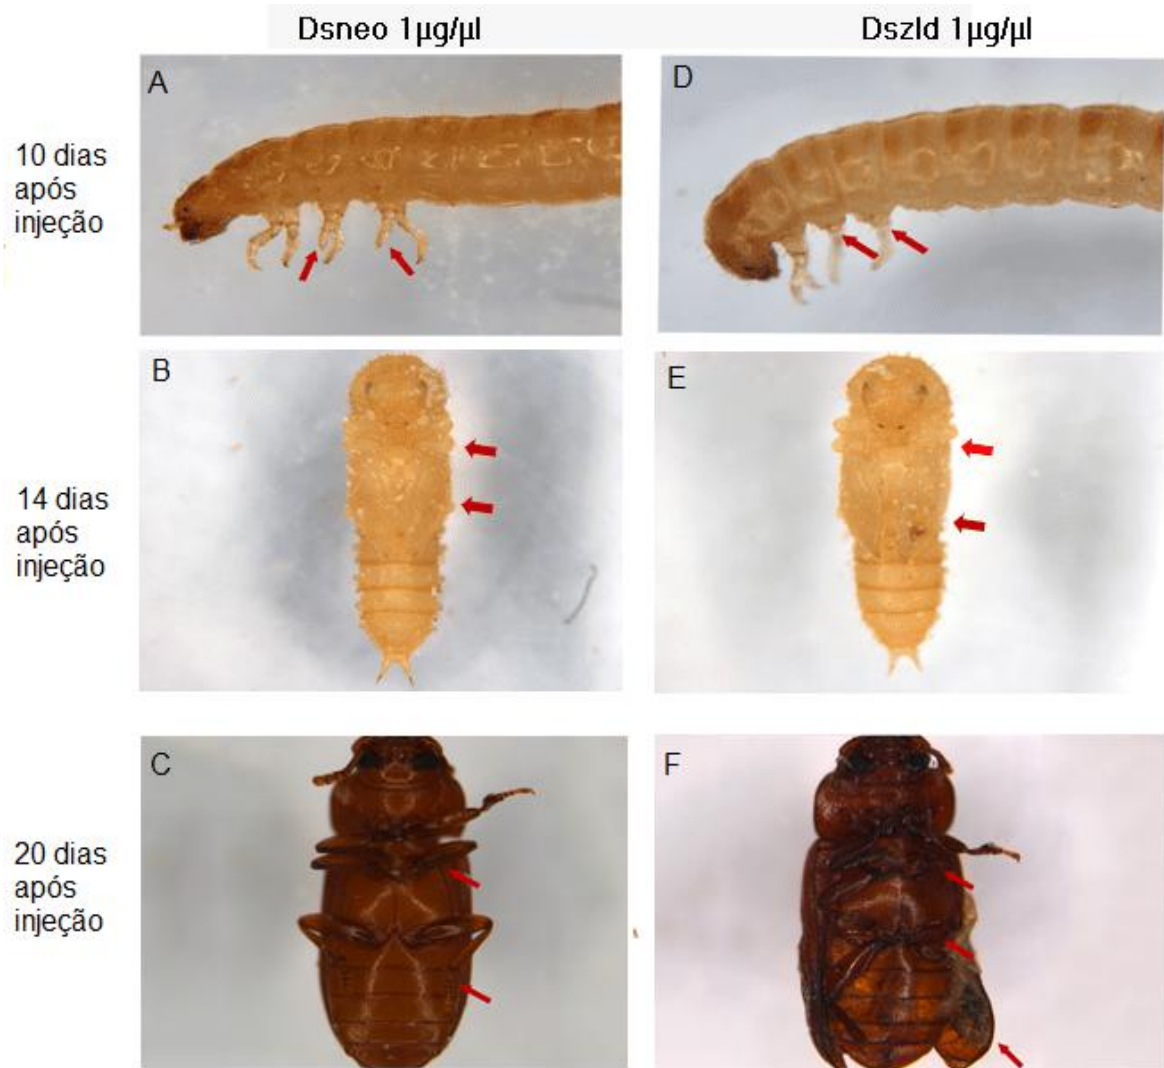 Dsneo 1µg/µl
Dszld 1µg/µl
A
D
10 dias
após
injeção
B
E
14 dias
após
injeção
C
F
20 dias
após
injeção